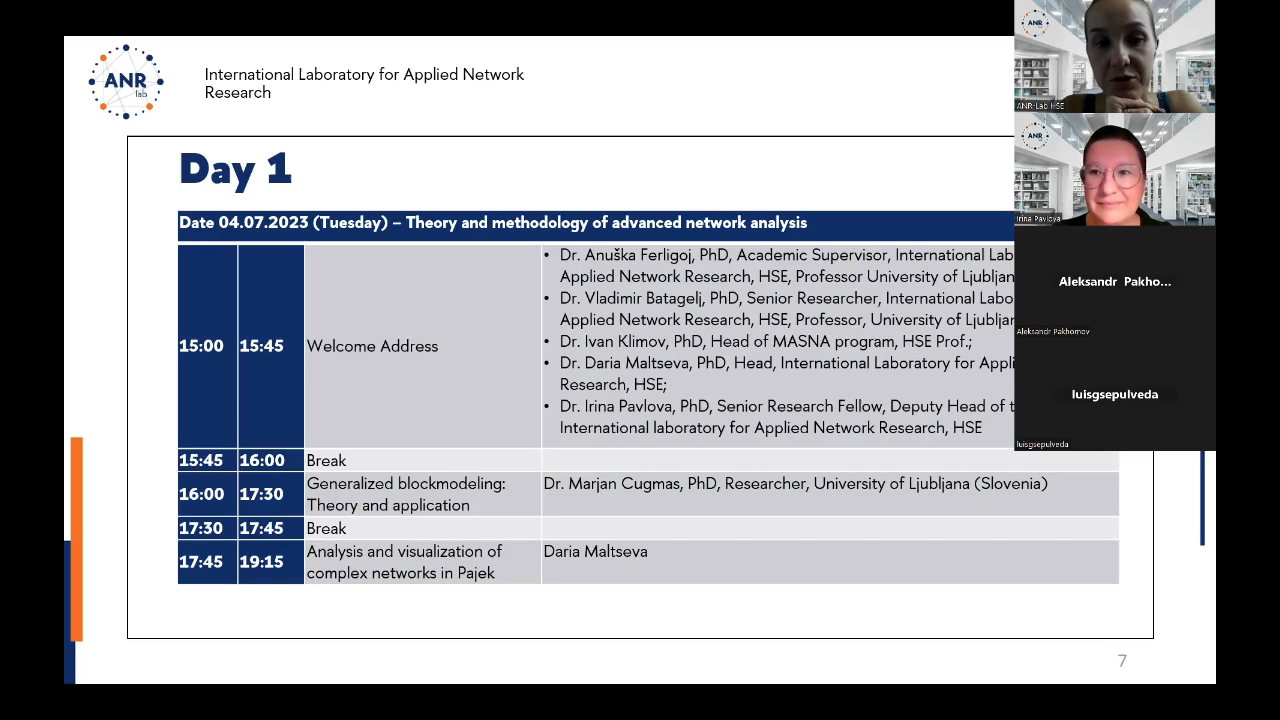 ANR
lab
International Laboratory for Applied Network
Research
Day 1
Date 04.07.2023 (Tuesday) – Theory and methodology of advanced network analysis
15:00 15:45 Welcome Address
• Dr. Anuška Ferligoj, PhD, Academic Supervisor, International Lab
Applied Network Research, HSE, Professor University of Ljubljan
• Dr. Vladimir Batagelj, PhD, Senior Researcher, International Labo
Applied Network Research, HSE, Professor, University of Ljubljan
• Dr. Ivan Klimov, PhD, Head of MASNA program, HSE Prof.;
• Dr. Daria Maltseva, PhD, Head, International Laboratory for Appli
Research, HSE;
• Dr. Irina Pavlova, PhD, Senior Research Fellow, Deputy Head of t
International laboratory for Applied Network Research, HSE
15:45 16:00 Break
16:00 17:30 Generalized blockmodeling:
Theory and application
Dr. Marjan Cugmas, PhD, Researcher, University of Ljubljana (Slovenia)
17:30 17:45 Break
17:45 19:15 Analysis and visualization of
complex networks in Pajek
Daria Maltseva
7
ANR
ANR-Lab HSE
ANR
Irina Pavlova
Aleksandr Pakho...
Aleksandr Pakhomov
luisgsepulveda
luisgsepulveda